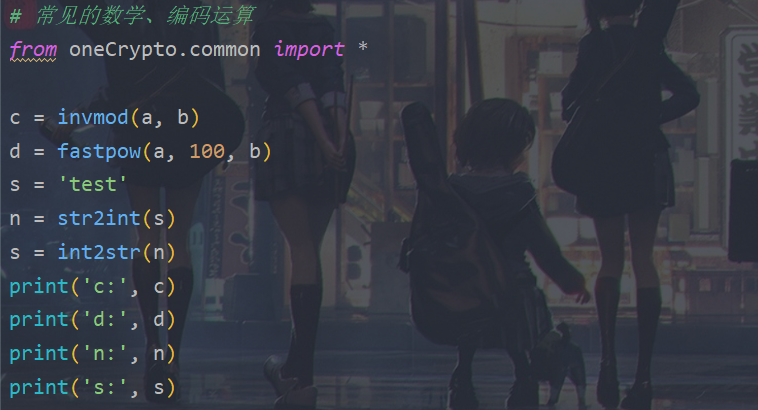 # 常见的数学、编码运算
from oneCrypto.common import *
c = invmod(a, b)
d = fastpow(a, 100, b)
s = 'test'
n = str2int(s)
s = int2str(n)
print('c:', c)
print('d:', d)
print('n:', n)
print('s:', s)